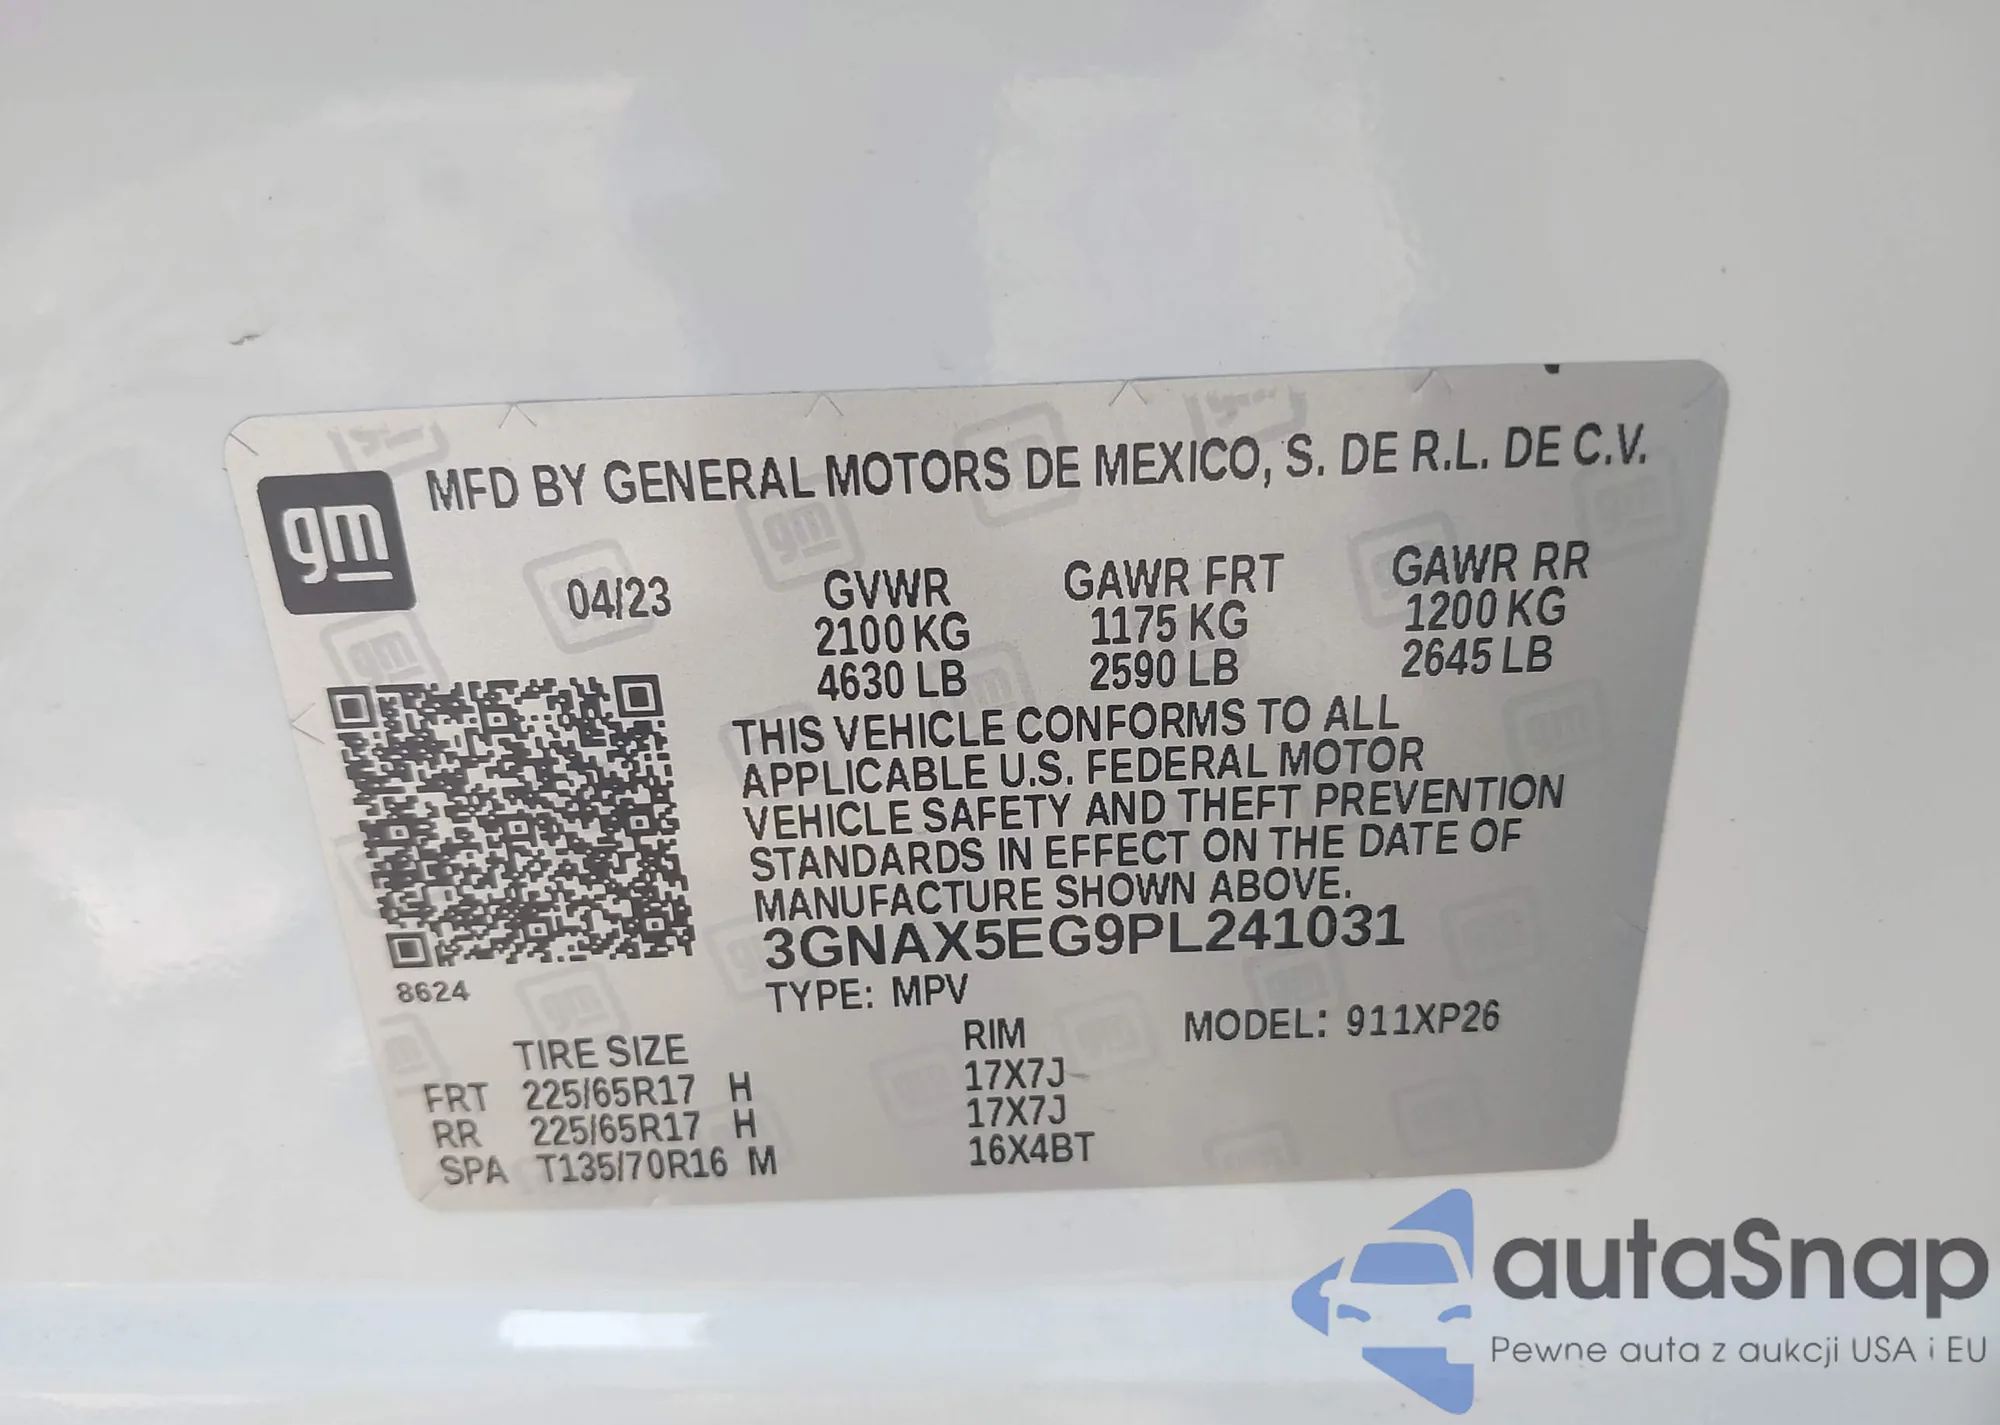 MFD BY GENERAL MOTORS DE MEXICO, S. DE R.L. DE C.V.
gm
04/23
GVWR
2100 KG
4630 LB
GAWR FRT
1175 KG
2590 LB
GAWR RR
1200 KG
2645 LB
THIS VEHICLE CONFORMS TO ALL
APPLICABLE U.S. FEDERAL MOTOR
VEHICLE SAFETY AND THEFT PREVENTION
STANDARDS IN EFFECT ON THE DATE OF
MANUFACTURE SHOWN ABOVE.
3GNAX5EG9PL241031
TYPE: MPV
MODEL: 911XP26
8624
TIRE SIZE RIM
FRT 225/65R17 H 17X7J
RR 225/65R17 H 17X7J
SPA T135/70R16 M 16X4BT
autaSnap
Pewne auta z aukcji USA i EU